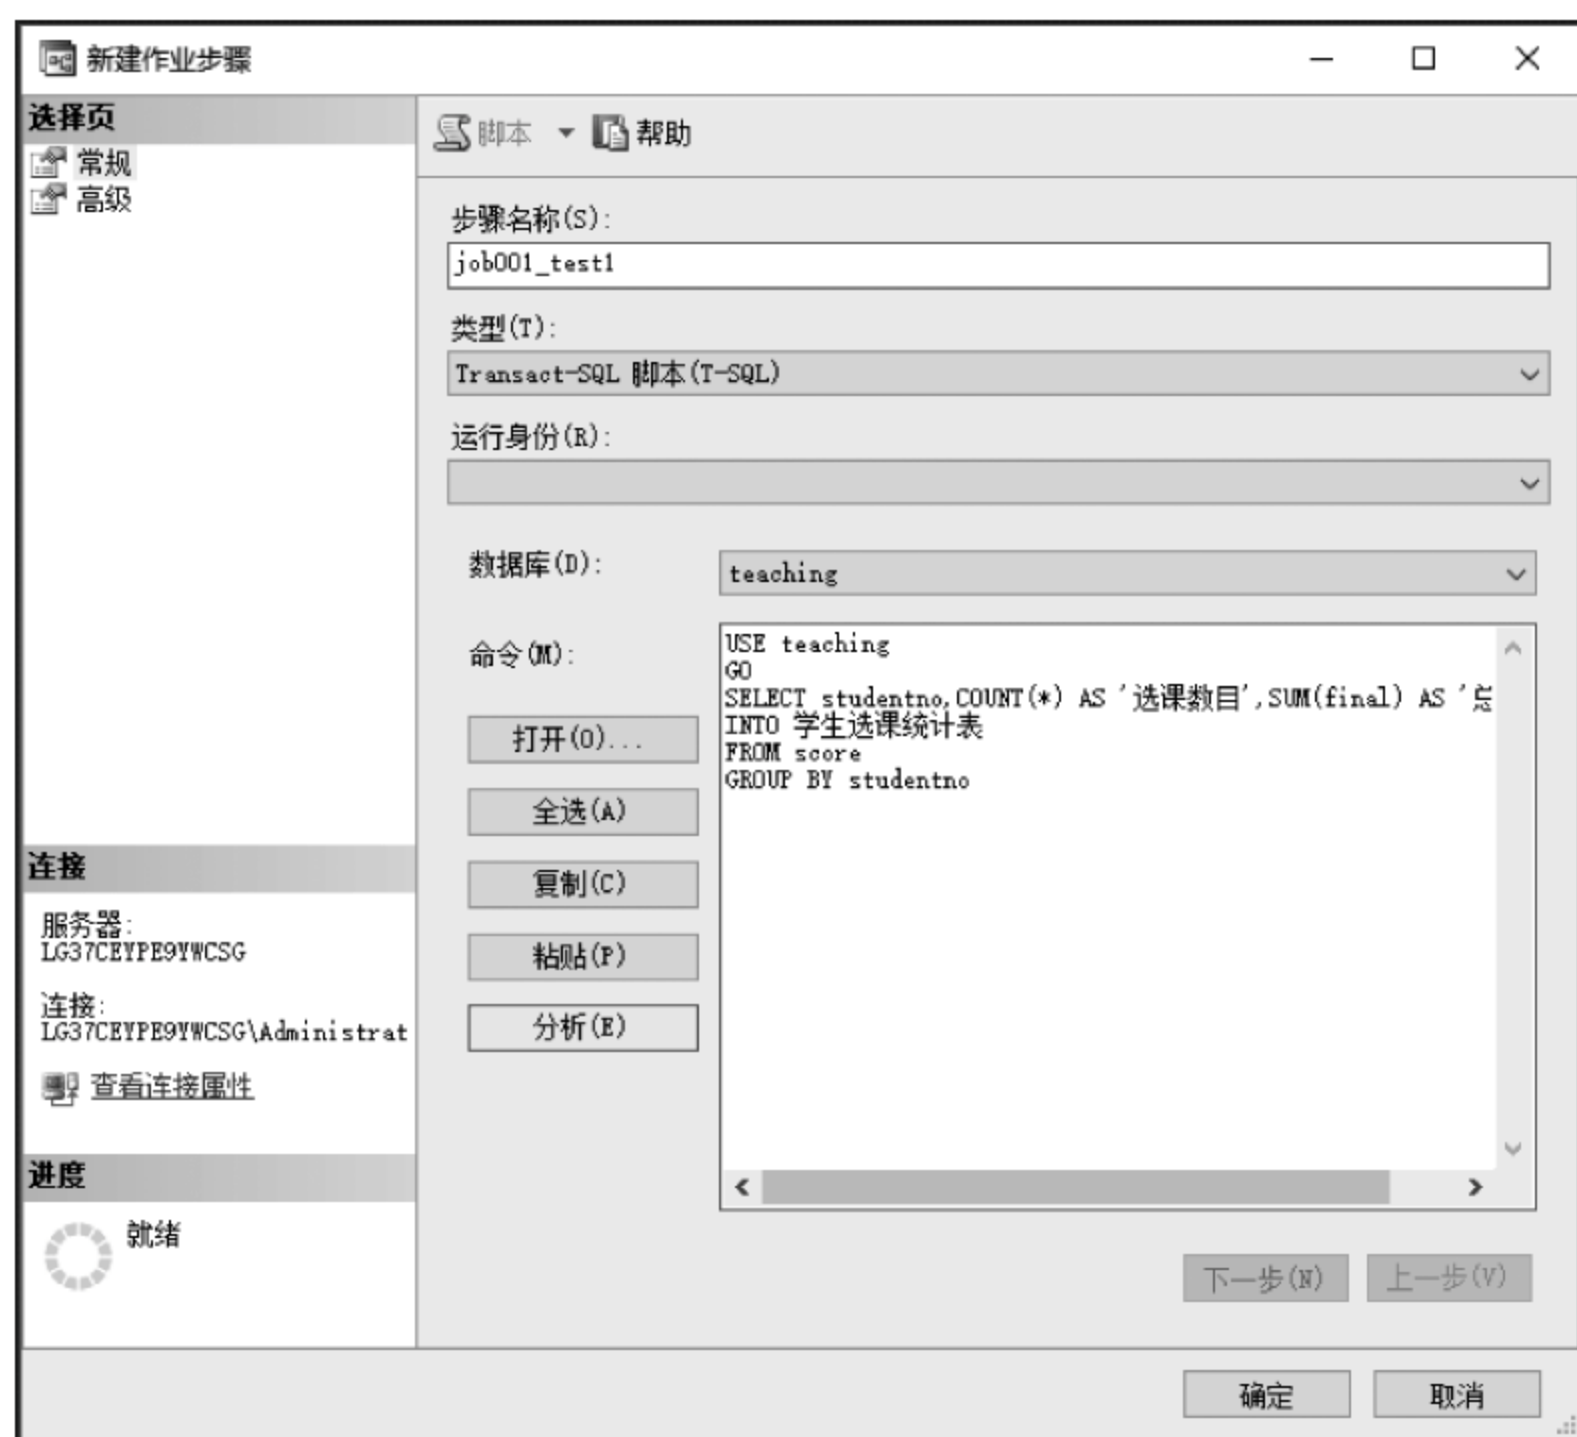 新建作业步骤
选择页
常规
高级
脚本
帮助
步骤名称(S):
job001_test1
类型(T):
Transact-SQL 脚本(T-SQL)
运行身份(R):
数据库(D):
teaching
命令(M):
USE teaching
GO
SELECT studentno,COUNT(*) AS '选课数目',SUM(final) AS '
INTO 学生选课统计表
FROM score
GROUP BY studentno
打开(O)...
全选(A)
复制(C)
粘贴(P)
分析(E)
连接
服务器:
LG37CEYPE9YWCSG
连接:
LG37CEYPE9YWCSG\Administrat
查看连接属性
进度
就绪
下一步(N)
上一步(V)
确定
取消